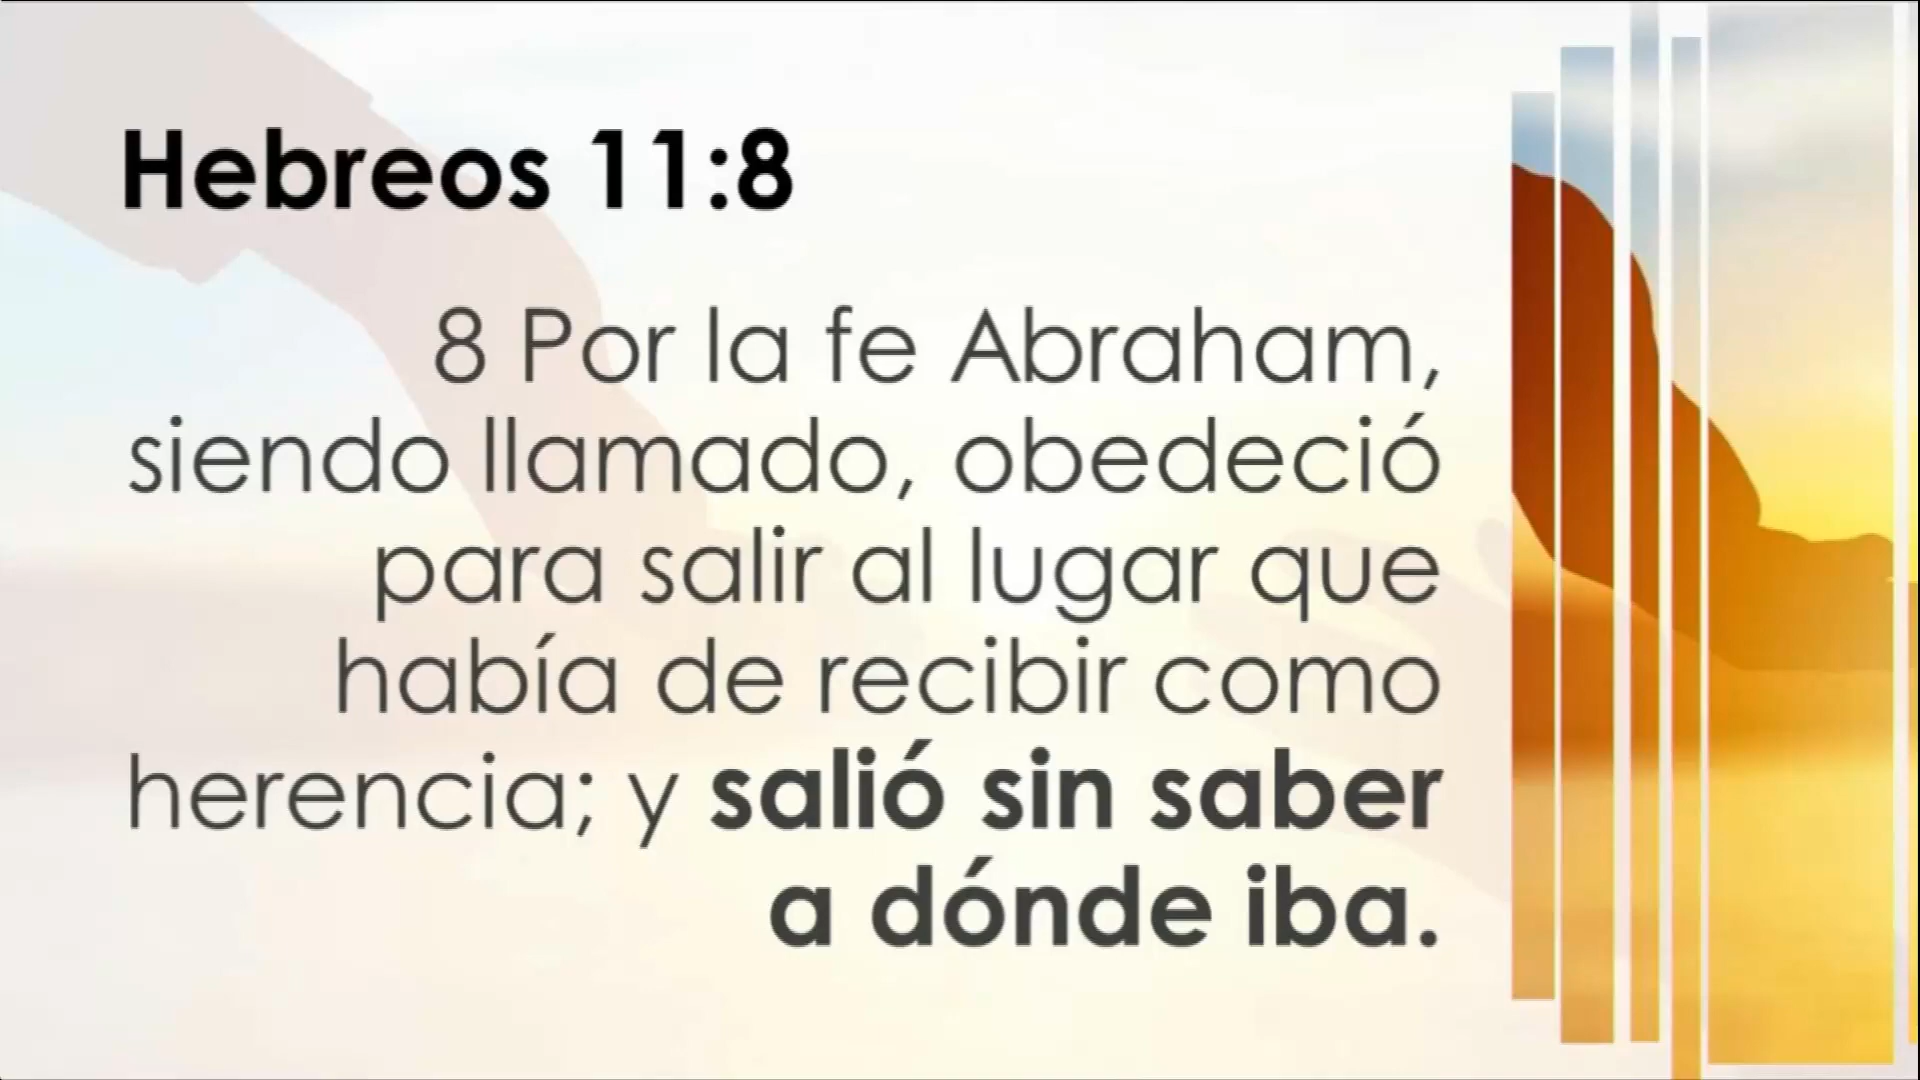 Hebreos 11:8
8 Por la fe Abraham,
siendo llamado, obedeció
para salir al lugar que
había de recibir como
herencia; y salió sin saber
a dónde iba.